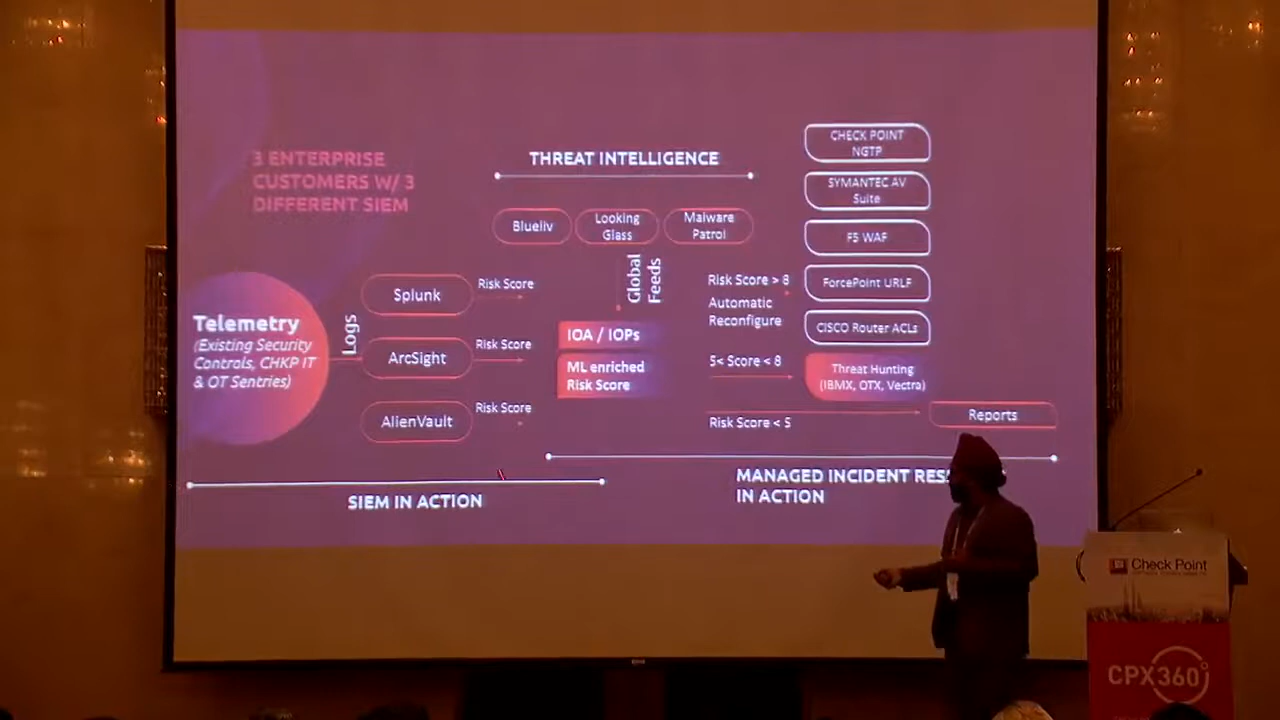 3 ENTERPRISE
CUSTOMERS W/ 3
DIFFERENT SIEM
THREAT INTELLIGENCE
Blueliv
Looking
Glass
Malware
Patrol
Global
Feeds
Telemetry
(Existing Security
Controls, CHKP IT
& OT Sentries)
Logs
Splunk
ArcSight
AlienVault
Risk Score
Risk Score
Risk Score
IOA / IOPs
ML enriched
Risk Score
Risk Score > 8
Automatic
Reconfigure
5< Score < 8
Risk Score < 5
CHECK POINT
NGTP
SYMANTEC AV
Suite
F5 WAF
ForcePoint URLF
CISCO Router ACLs
Threat Hunting
(IBMX, OTX, Vectra)
Reports
SIEM IN ACTION
MANAGED INCIDENT RES
IN ACTION
Check Point
CPX360°